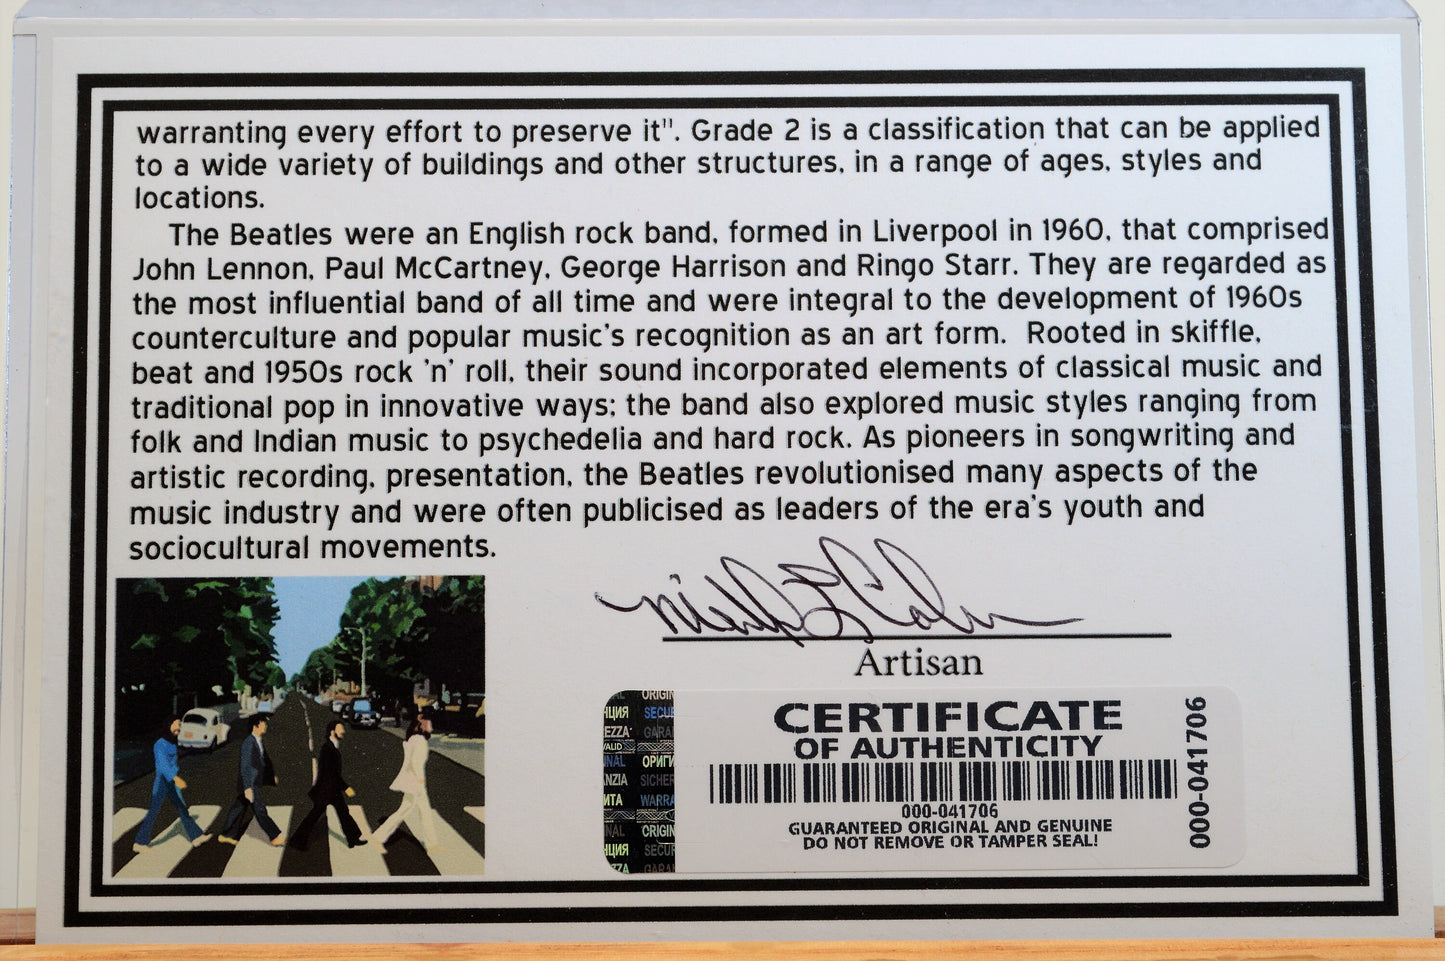 warranting every effort to preserve it". Grade 2 is a classification that can be applied
to a wide variety of buildings and other structures, in a range of ages, styles and
locations.
The Beatles were an English rock band, formed in Liverpool in 1960, that comprised
John Lennon, Paul McCartney, George Harrison and Ringo Starr. They are regarded as
the most influential band of all time and were integral to the development of 1960s
counterculture and popular music's recognition as an art form. Rooted in skiffle,
beat and 1950s rock 'n' roll, their sound incorporated elements of classical music and
traditional pop in innovative ways; the band also explored music styles ranging from
folk and Indian music to psychedelia and hard rock. As pioneers in songwriting and
artistic recording, presentation, the Beatles revolutionised many aspects of the
music industry and were often publicised as leaders of the era's youth and
sociocultural movements.
Artisan
CERTIFICATE
OF AUTHENTICITY
000-041706
GUARANTEED ORIGINAL AND GENUINE
DO NOT REMOVE OR TAMPER SEAL!
000-041706